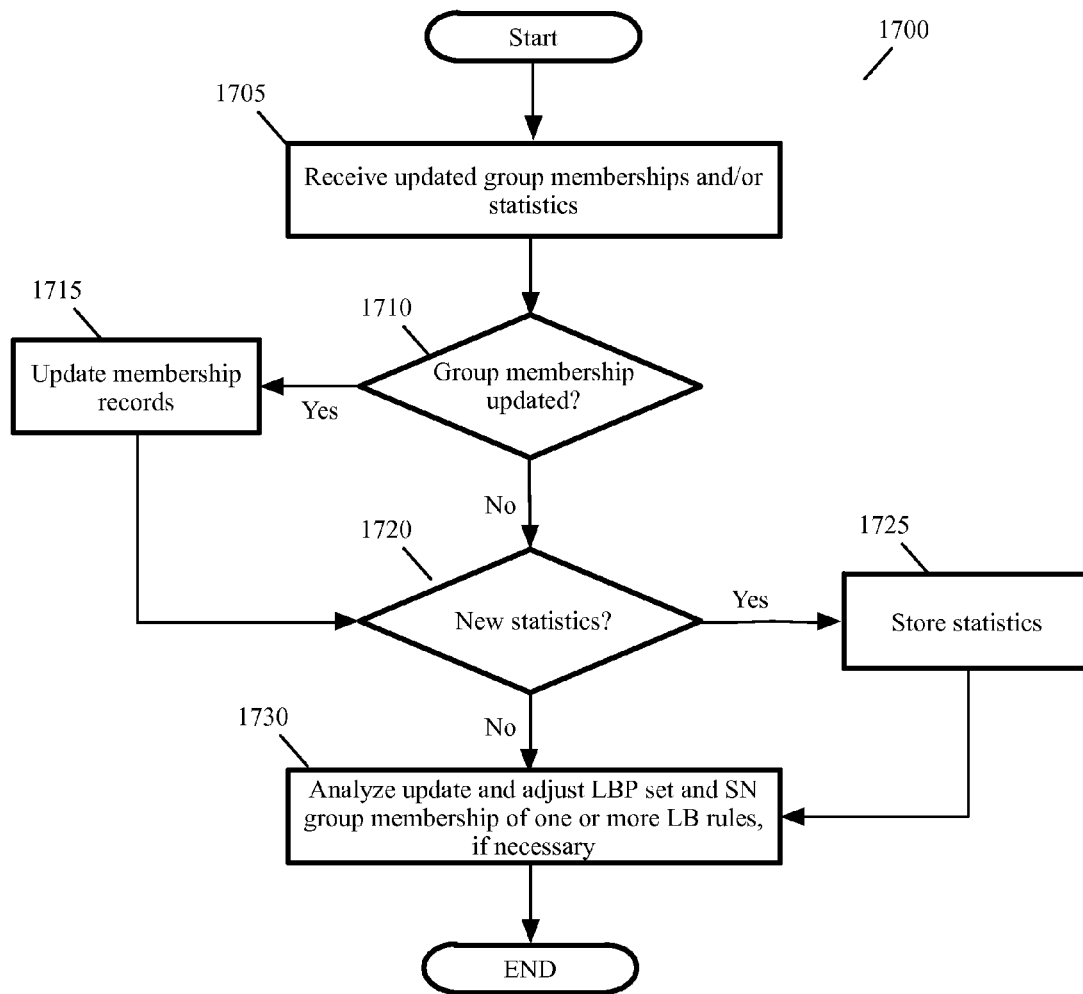 Start
1700
1705
Receive updated group memberships and/or
statistics
1715
1710
Update membership
records
Group membership
updated?
Yes
No
1720
1725
New statistics?
Yes
Store statistics
1730
No
Analyze update and adjust LBP set and SN
group membership of one or more LB rules,
if necessary
END